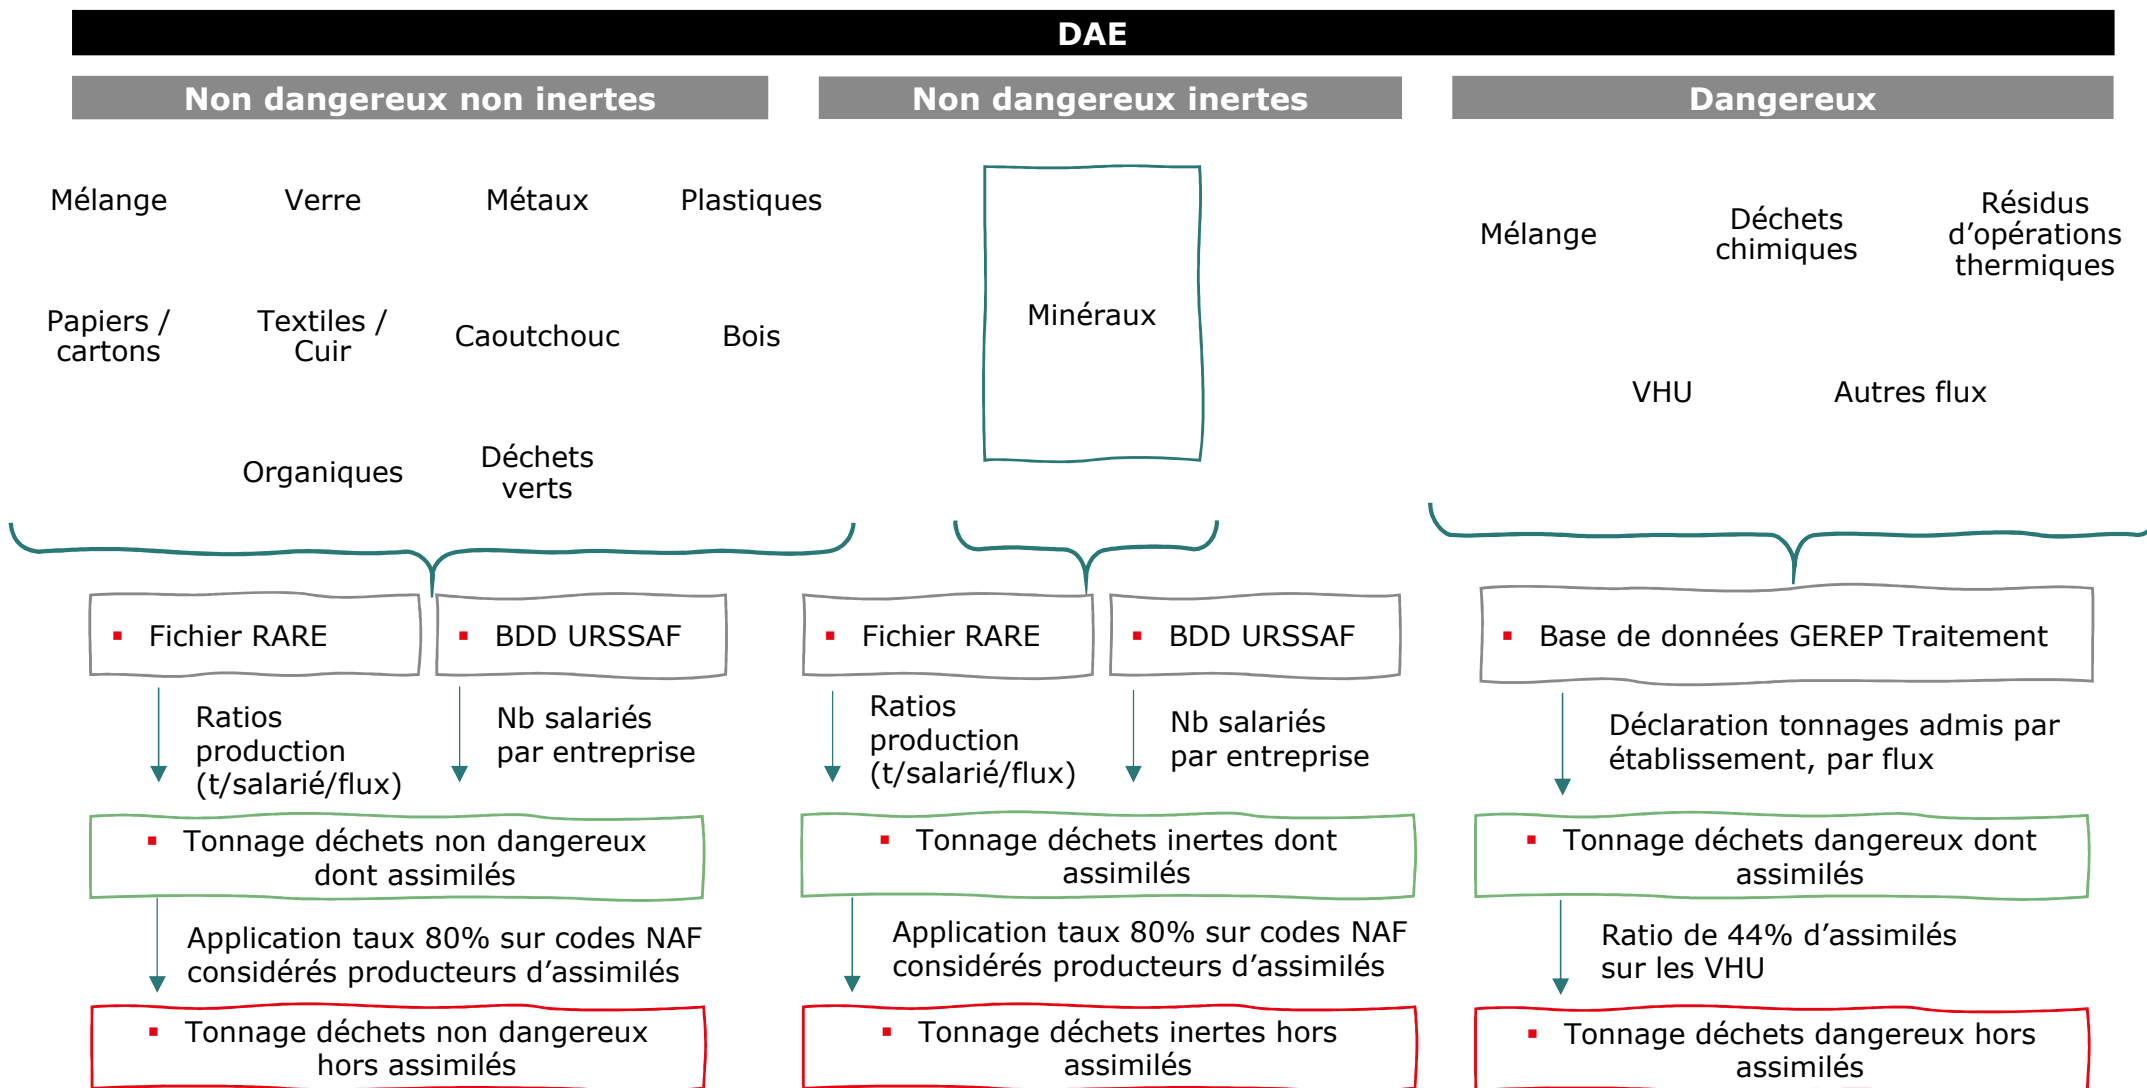 DAE
Non dangereux non inertes
Non dangereux inertes
Dangereux
Mélange
Verre
Métaux
Plastiques
Papiers /
cartons
Textiles /
Cuir
Caoutchouc
Bois
Organiques
Déchets
verts
Minéraux
Mélange
Déchets
chimiques
Résidus
d’opérations
thermiques
VHU
Autres flux
▪ Fichier RARE
▪ BDD URSSAF
Ratios
production
(t/salarié/flux)
Nb salariés
par entreprise
▪ Tonnage déchets non dangereux
dont assimilés
Application taux 80% sur codes NAF
considérés producteurs d’assimilés
▪ Tonnage déchets non dangereux
hors assimilés
▪ Fichier RARE
▪ BDD URSSAF
Ratios
production
(t/salarié/flux)
Nb salariés
par entreprise
▪ Tonnage déchets inertes dont
assimilés
Application taux 80% sur codes NAF
considérés producteurs d’assimilés
▪ Tonnage déchets inertes hors
assimilés
▪ Base de données GEREP Traitement
Déclaration tonnages admis par
établissement, par flux
▪ Tonnage déchets dangereux dont
assimilés
Ratio de 44% d’assimilés
sur les VHU
▪ Tonnage déchets dangereux hors
assimilés